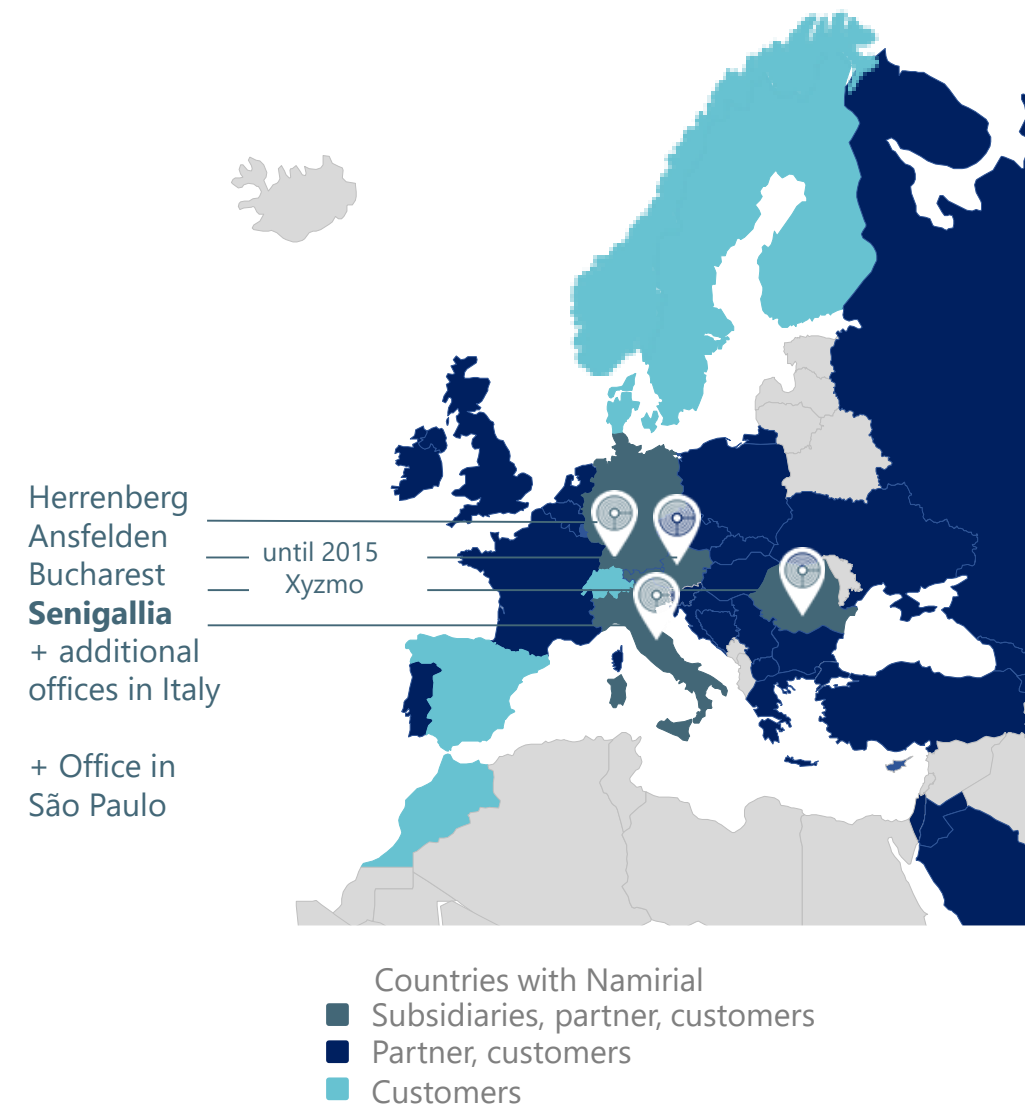 Herrenberg
Ansfelden
Bucharest
Senigallia
+ additional
offices in Italy
+ Office in
São Paulo
until 2015
Xyzmo
Countries with Namirial
Subsidiaries, partner, customers
Partner, customers
Customers